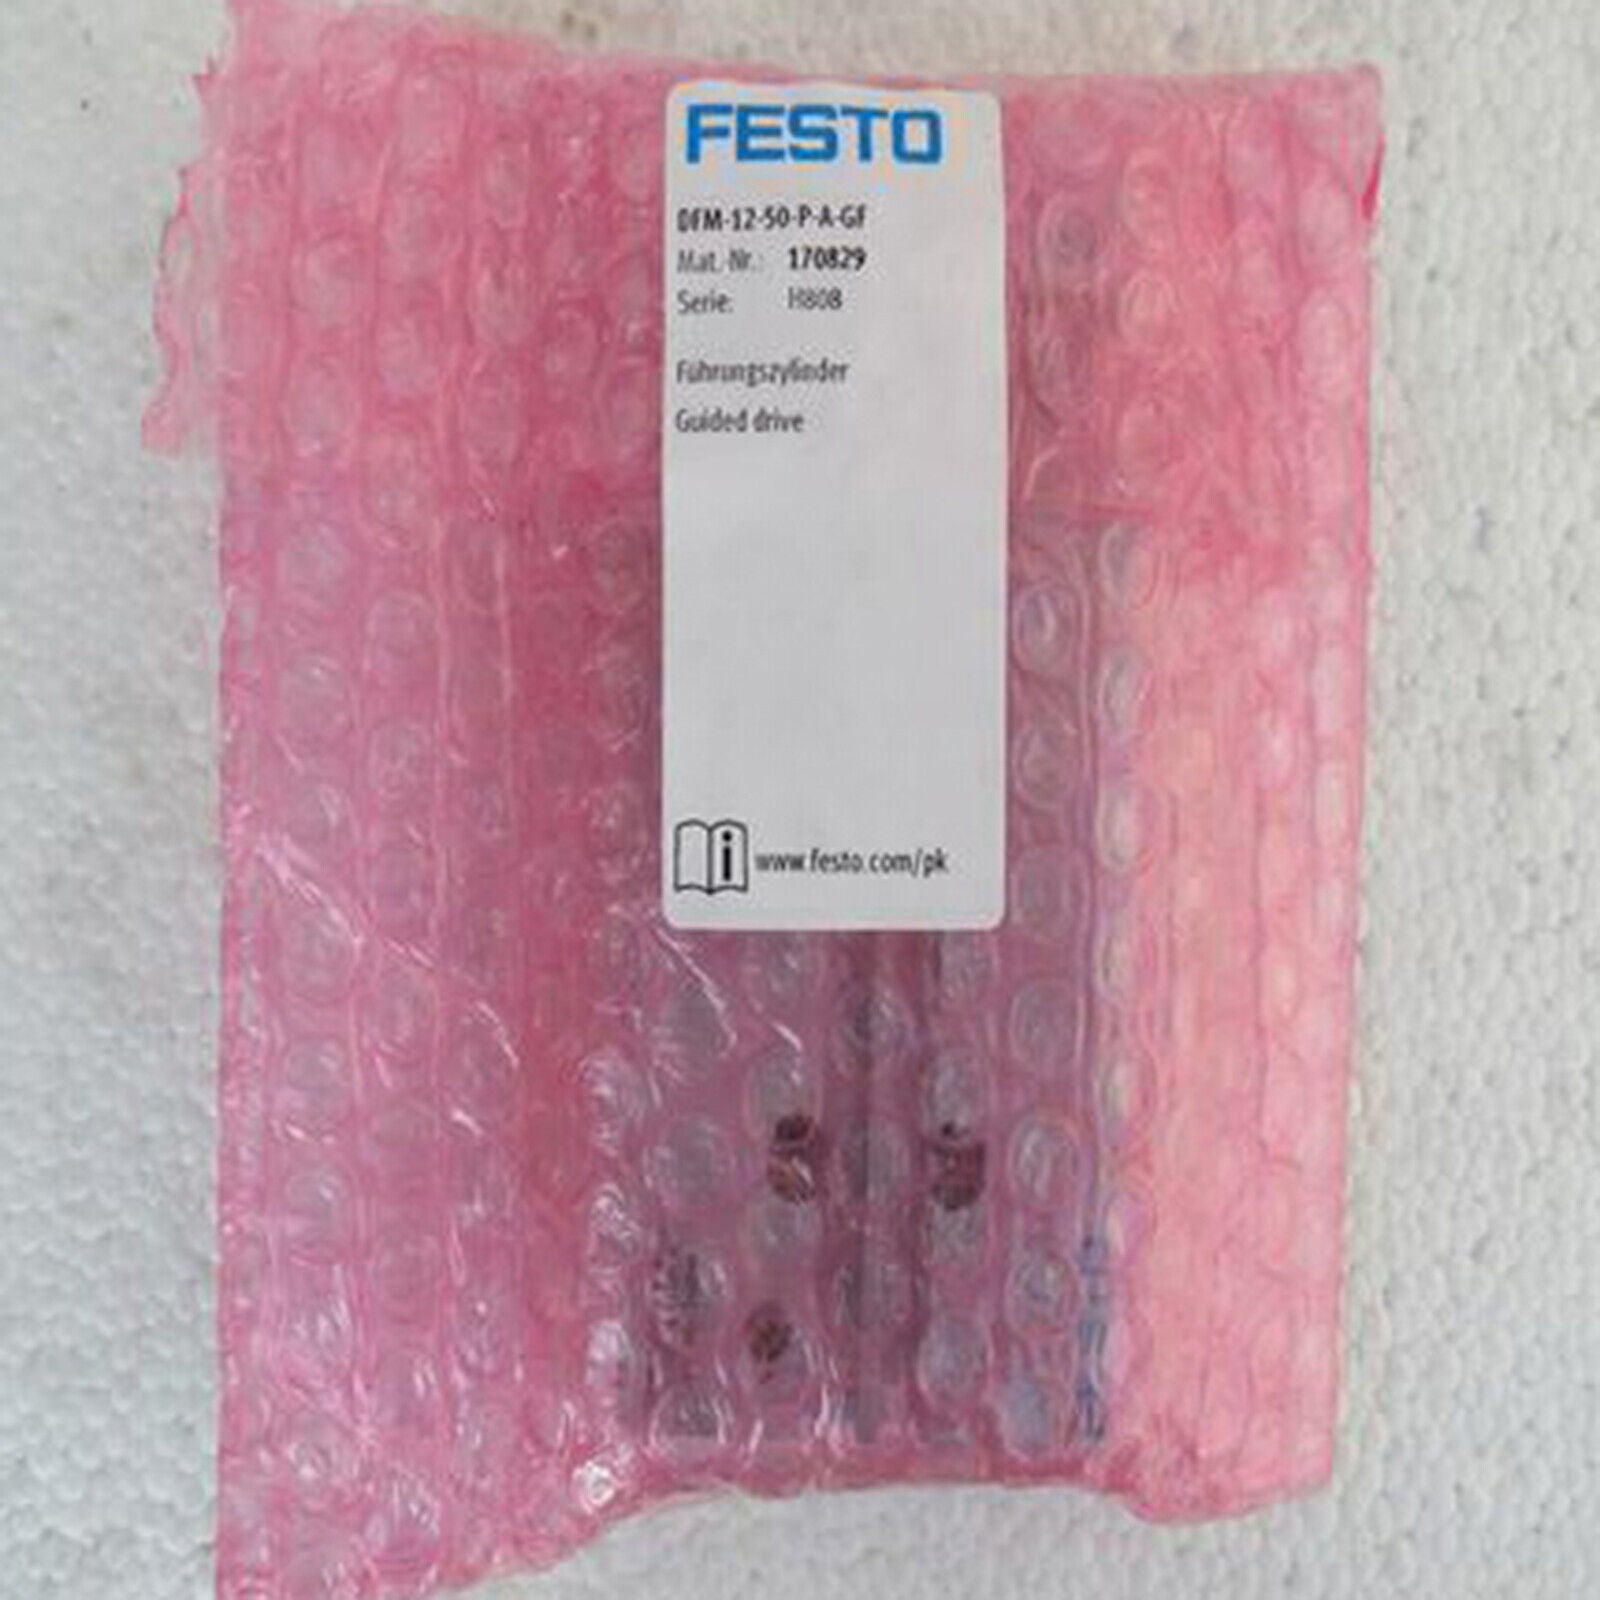 FESTO
DFM-12-50-P-A-GF
Mat.-Nr.: 170829
Serie: H808
Führungszylinder
Guided drive
i www.festo.com/pk